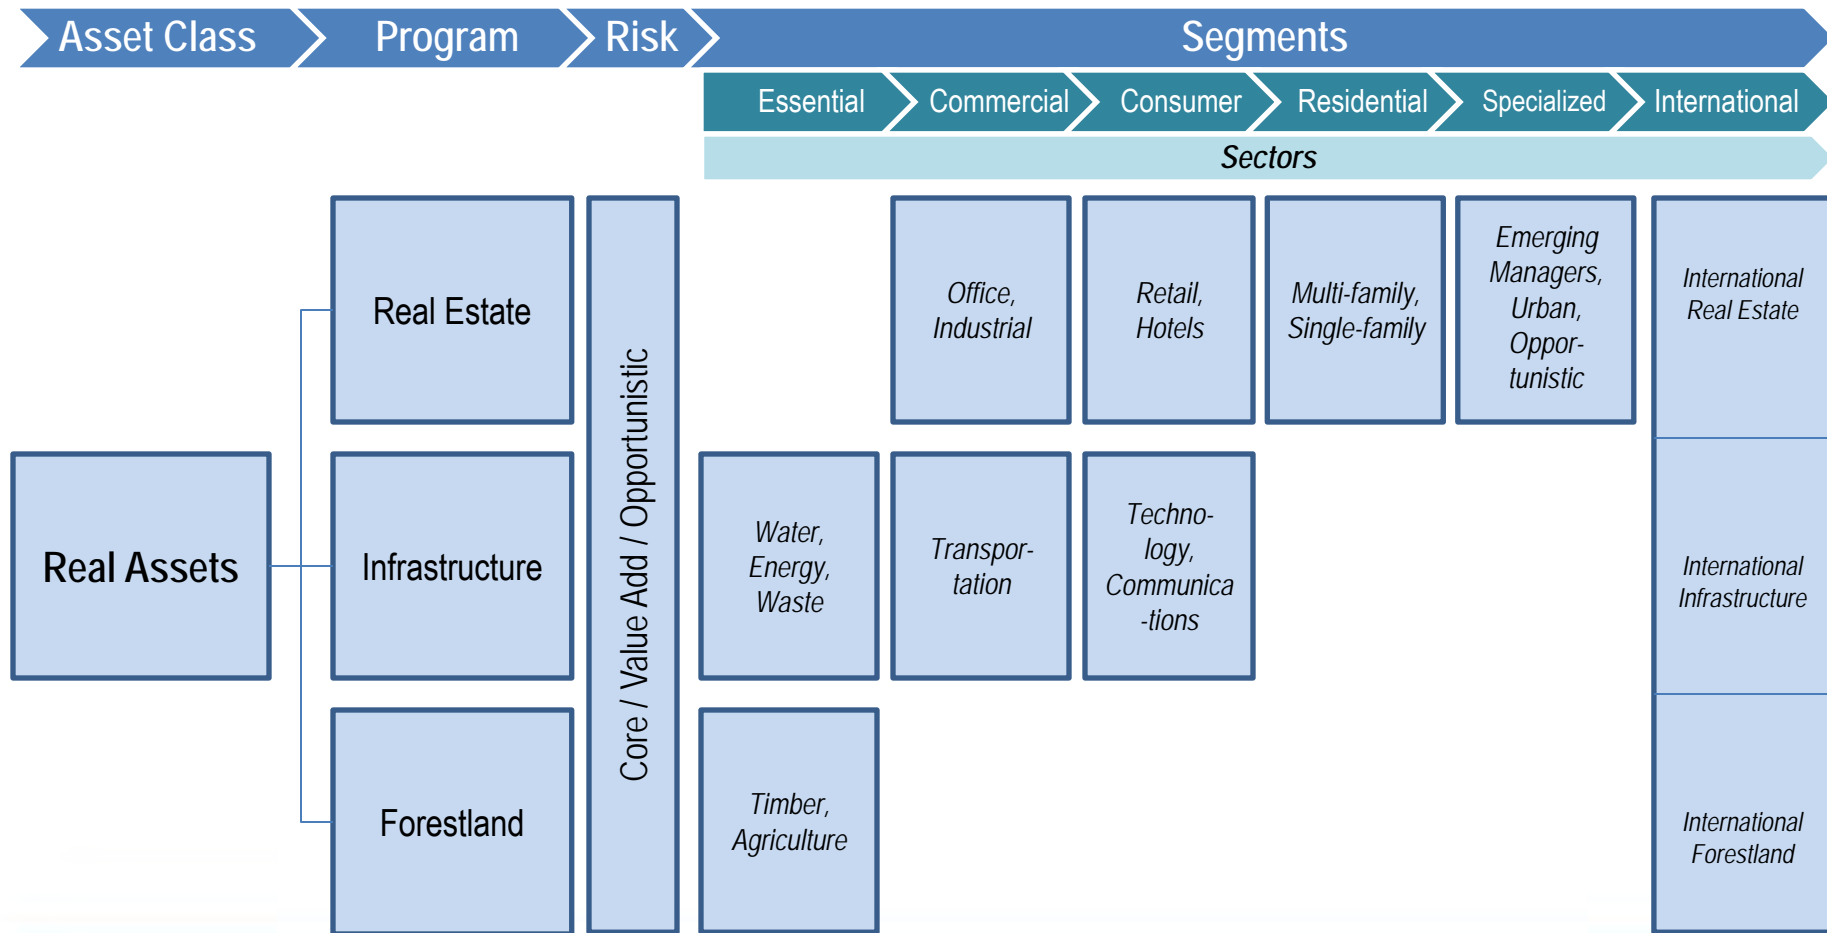 Asset Class
Program
Risk
Segments
Essential
Commercial
Consumer
Residential
Specialized
International
Sectors
Real Assets
Real Estate
Infrastructure
Forestland
Core / Value Add / Opportunistic
Office,
Industrial
Retail,
Hotels
Multi-family,
Single-family
Emerging
Managers,
Urban,
Oppor-
tunistic
International
Real Estate
Water,
Energy,
Waste
Transpor-
tation
Techno-
logy,
Communica
-tions
International
Infrastructure
Timber,
Agriculture
International
Forestland